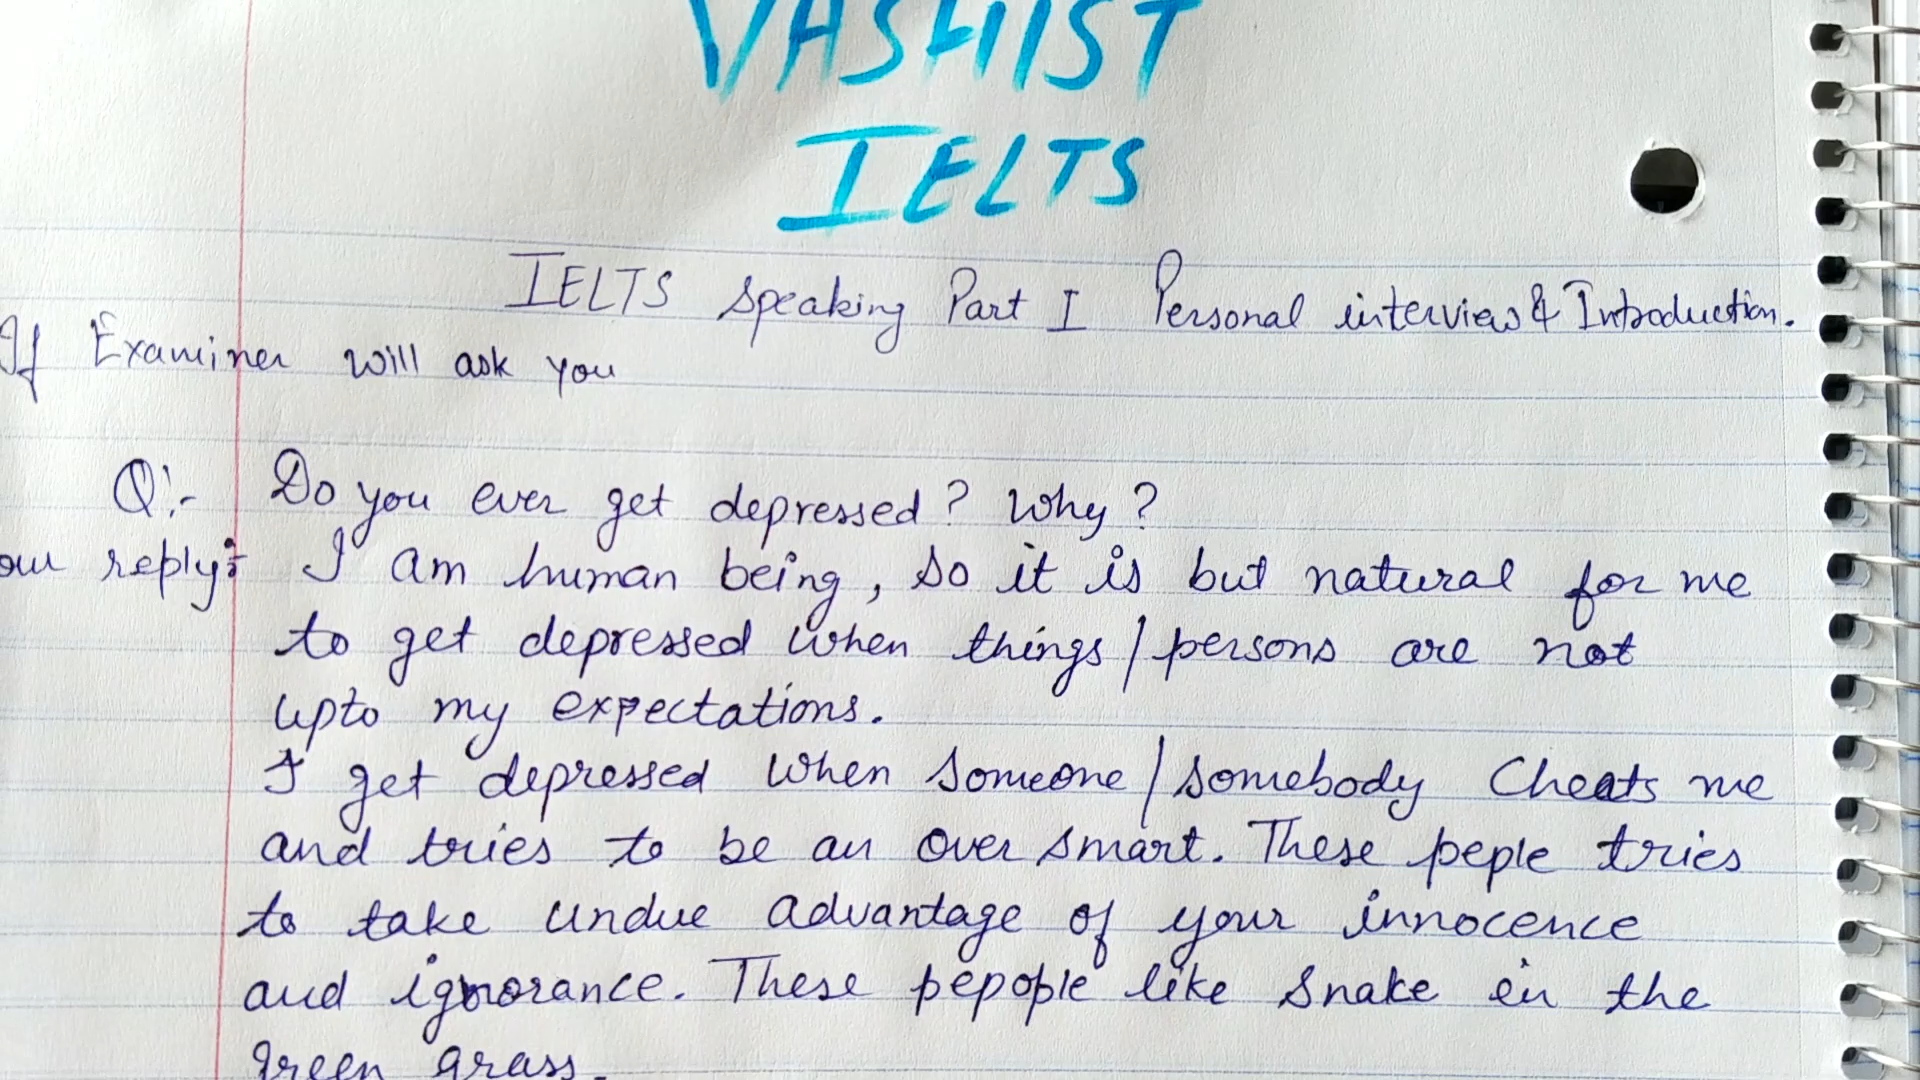 VASHIST
IELTS
IELTS Speaking Part I Personal interview & Introduction.
If Examiner will ask you
Q:- Do you ever get depressed? Why?
our reply:- I am human being, so it is but natural for me
to get depressed when things/persons are not
upto my expectations.
I get depressed when someone/somebody Cheats me
and tries to be an over smart. These peple tries
to take undue advantage of your innocence
and ignorance. These pepople like Snake in the
green grass.